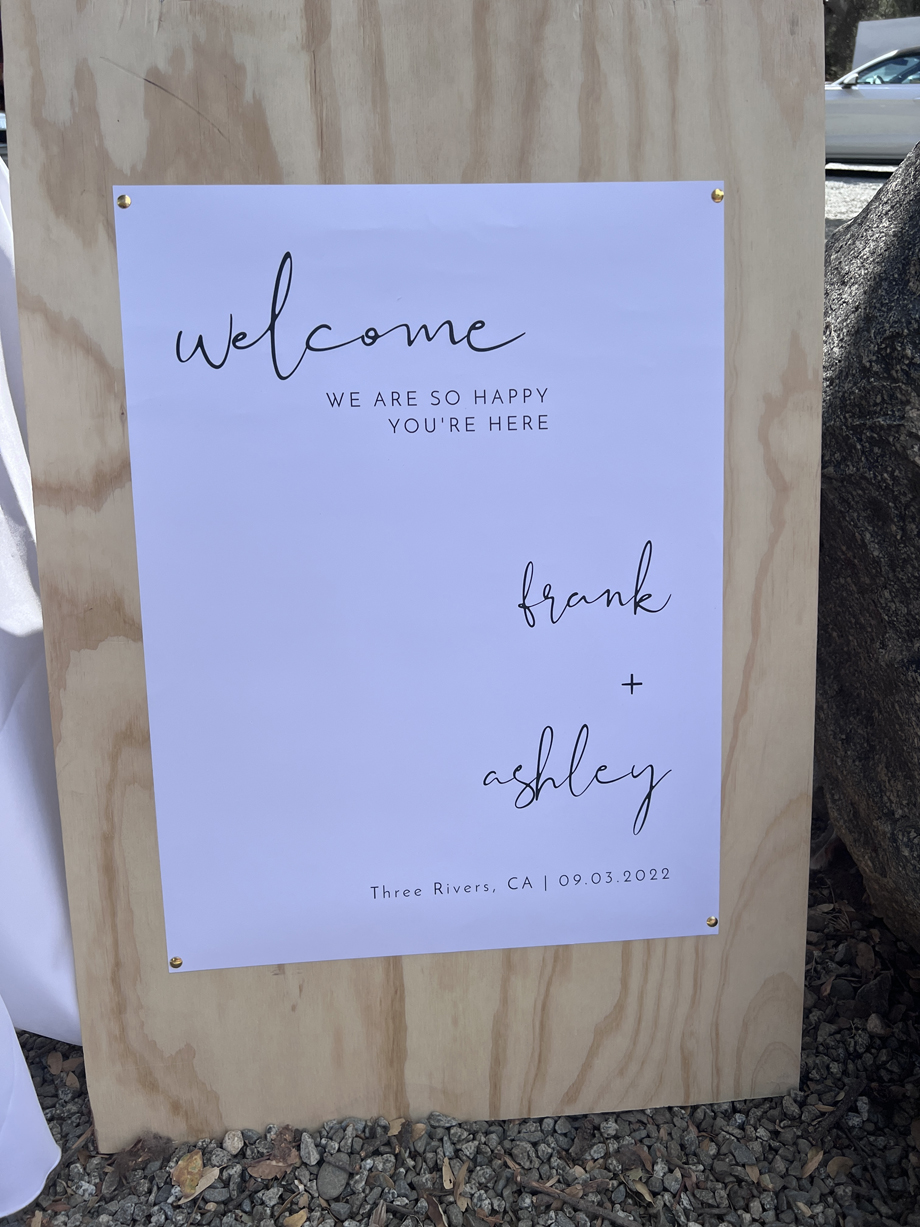 welcome
WE ARE SO HAPPY
YOU'RE HERE
frank
+
ashley
Three Rivers, CA | 09.03.2022